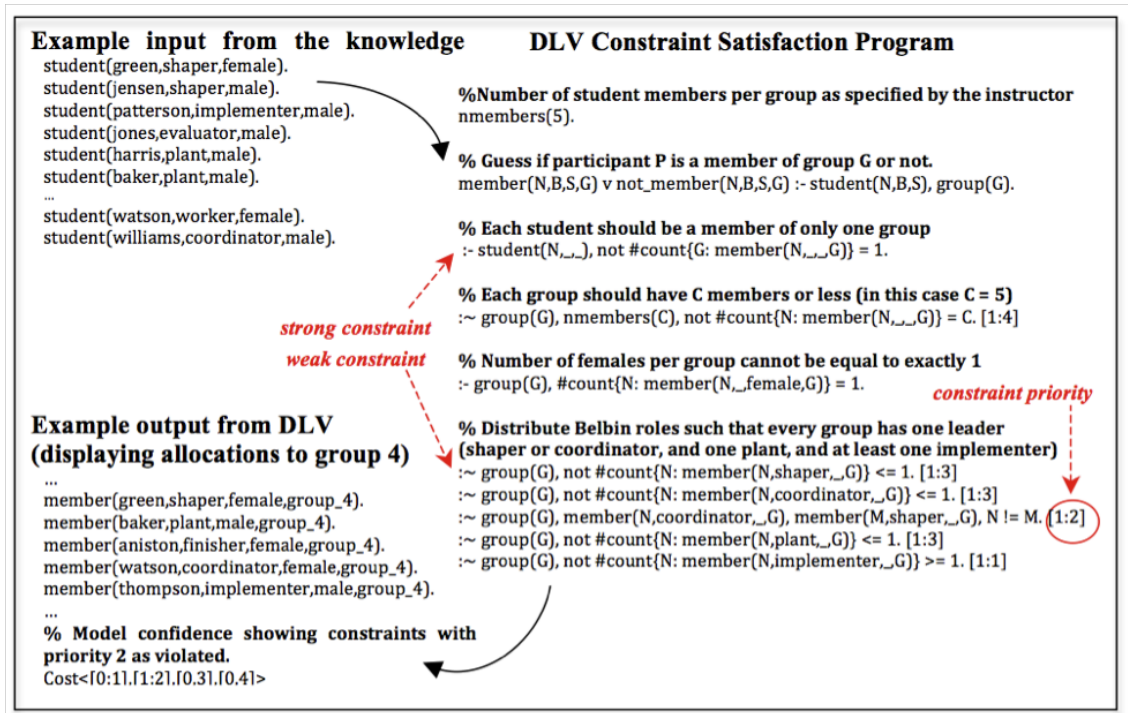 Example input from the knowledge
student(green,shaper,female).
student(jensen,shaper,male).
student(patterson,implementer,male).
student(jones,evaluator,male).
student(harris,plant,male).
student(baker,plant,male).
...
student(watson,worker,female).
student(williams,coordinator,male).
DLV Constraint Satisfaction Program
%Number of student members per group as specified by the instructor
nmembers(5).
% Guess if participant P is a member of group G or not.
member(N,B,S,G) v not_member(N,B,S,G) :- student(N,B,S), group(G).
% Each student should be a member of only one group
:- student(N,_,_), not #count{G: member(N,_,_,G)} = 1.
% Each group should have C members or less (in this case C = 5)
:~ group(G), nmembers(C), not #count{N: member(N,_,_,G)} = C. [1:4]
strong constraint
weak constraint
% Number of females per group cannot be equal to exactly 1
:- group(G), #count{N: member(N,_,female,G)} = 1.
constraint priority
% Distribute Belbin roles such that every group has one leader
(shaper or coordinator, and one plant, and at least one implementer)
:~ group(G), not #count{N: member(N,shaper,_,G)} <= 1. [1:3]
:~ group(G), not #count{N: member(N,coordinator,_,G)} <= 1. [1:3]
:~ group(G), member(N,coordinator,_,G), member(M,shaper,_,G), N != M. [1:2]
:~ group(G), not #count{N: member(N,plant,_,G)} <= 1. [1:3]
:~ group(G), not #count{N: member(N,implementer,_,G)} >= 1. [1:1]
Example output from DLV
(displaying allocations to group 4)
...
member(green,shaper,female,group_4).
member(baker,plant,male,group_4).
member(aniston,finisher,female,group_4).
member(watson,coordinator,female,group_4).
member(thompson,implementer,male,group_4).
...
% Model confidence showing constraints with
priority 2 as violated.
Cost<[0:1],[1:2],[0.3],[0.4]>